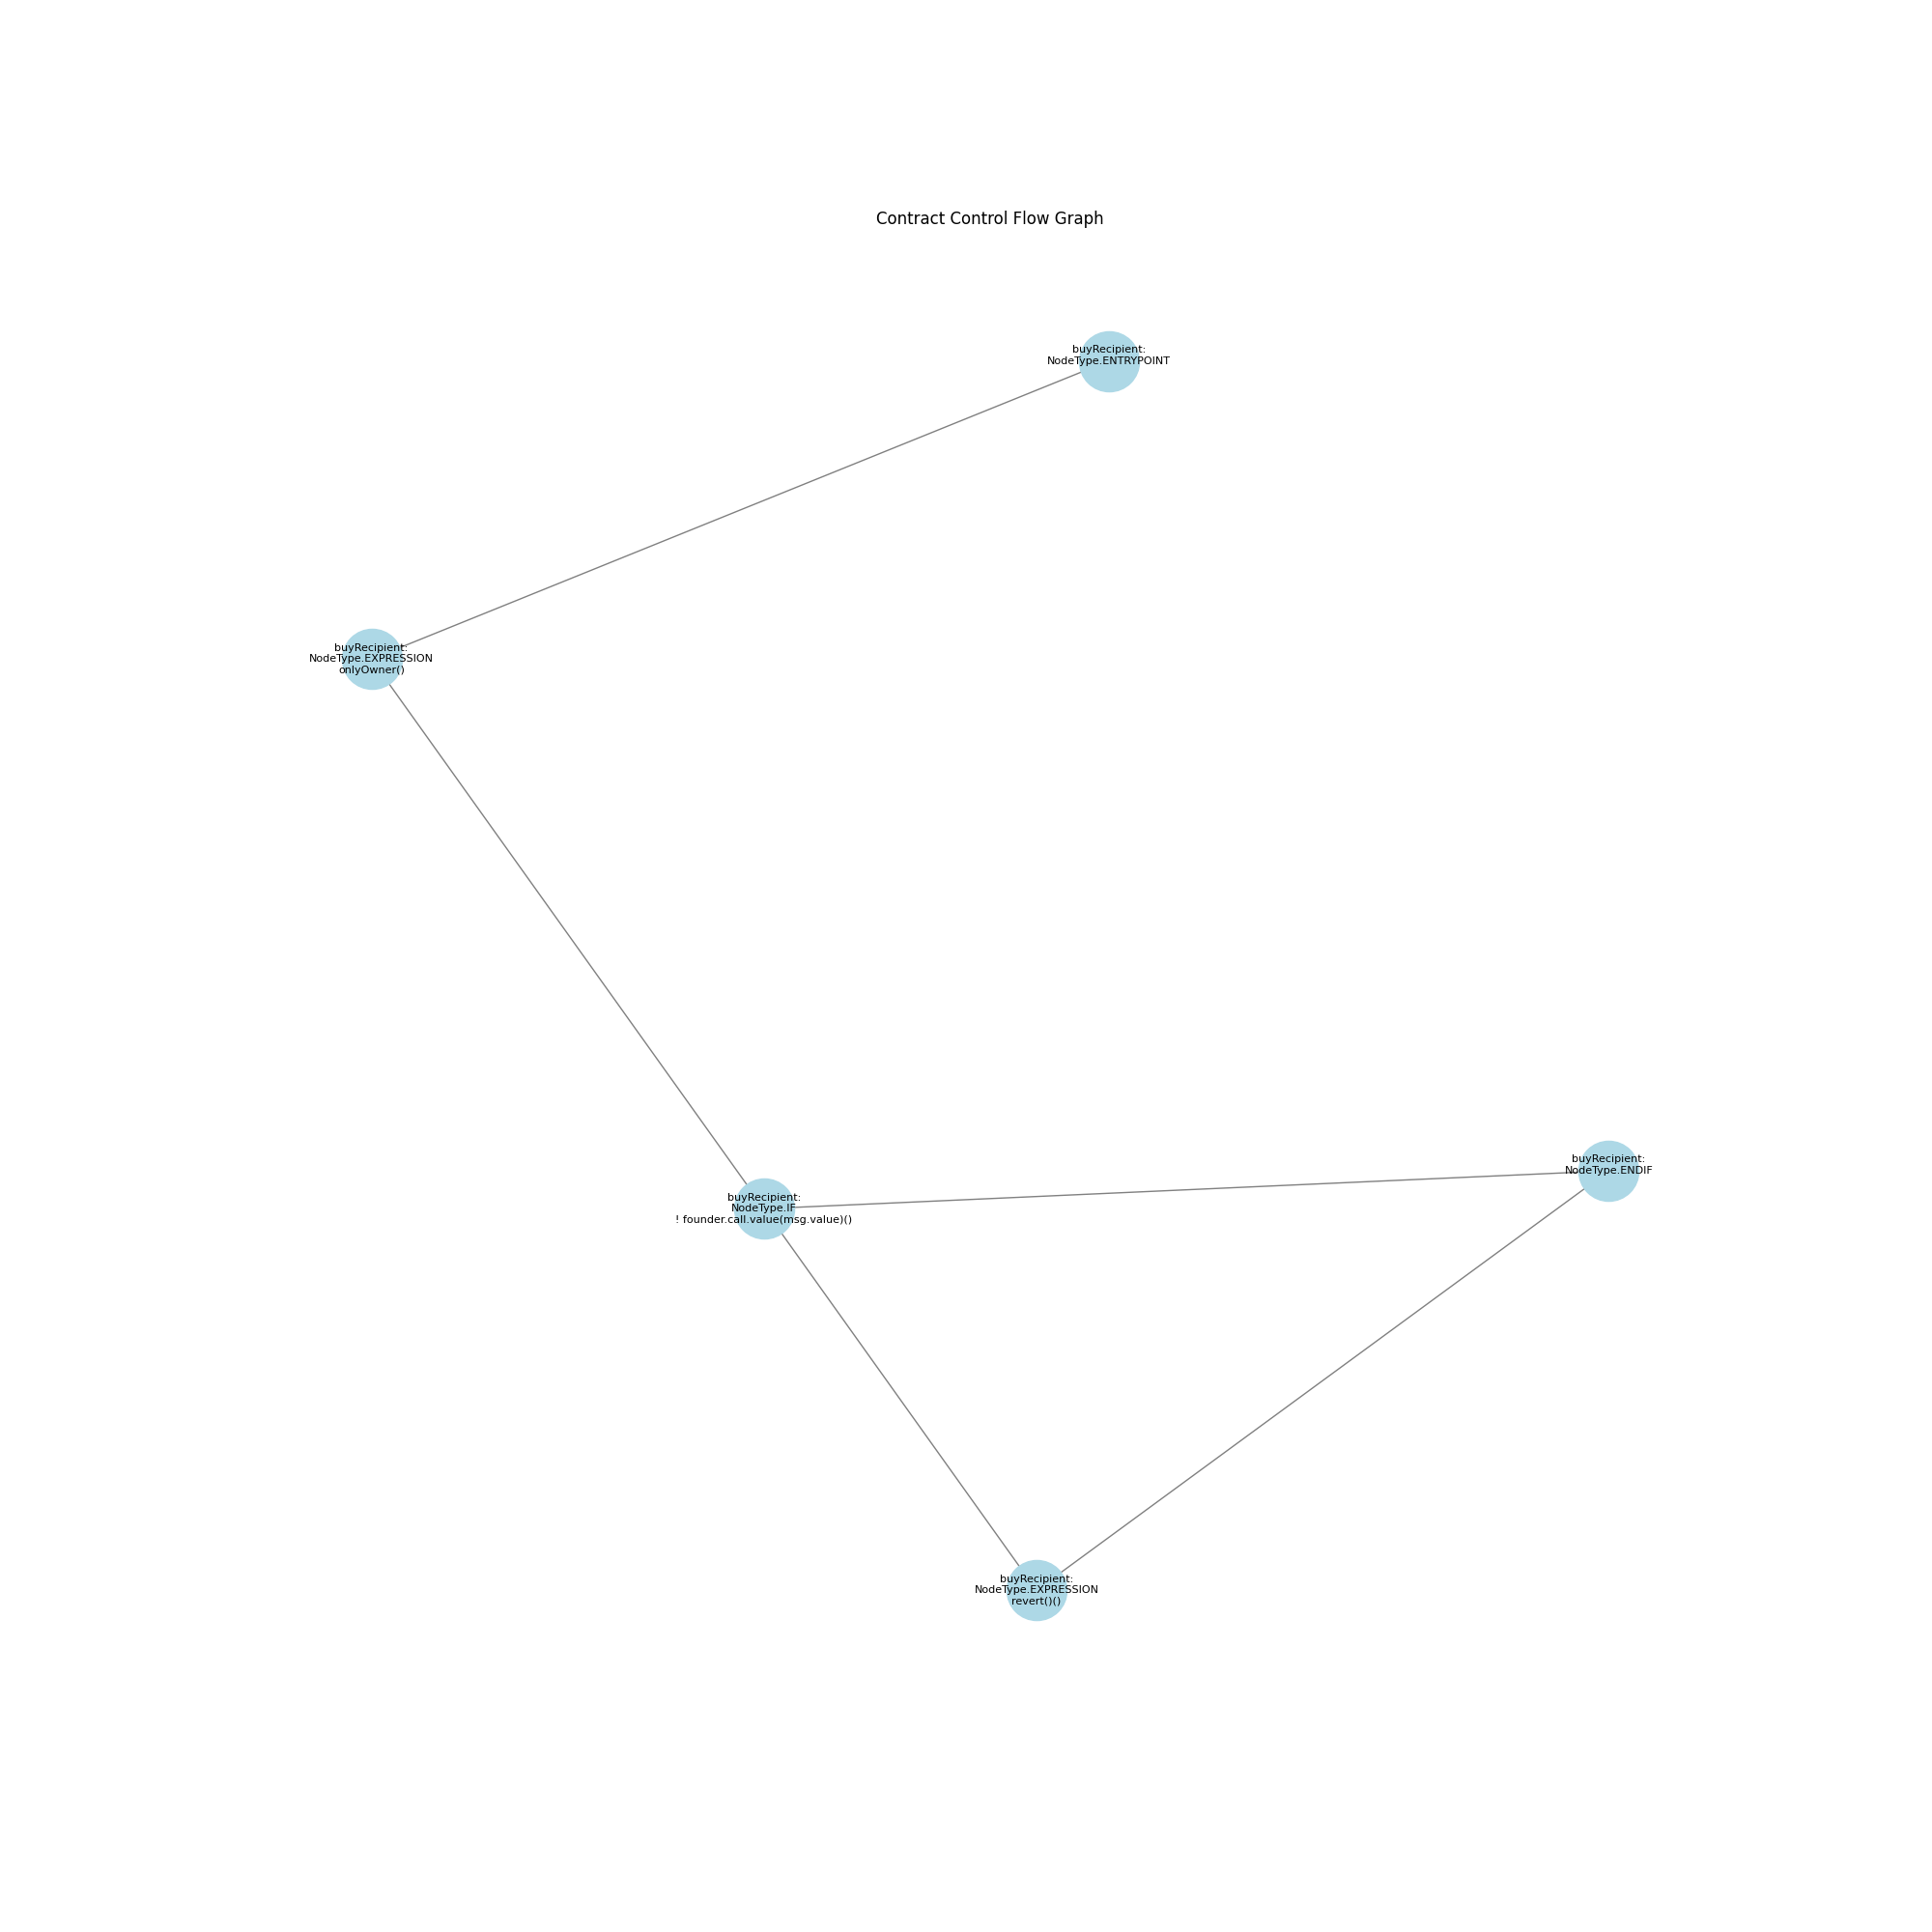 Contract Control Flow Graph
buyRecipient:
NodeType.ENTRYPOINT
buyRecipient:
NodeType.EXPRESSION
onlyOwner()
buyRecipient:
NodeType.ENDIF
buyRecipient:
NodeType.IF
! founder.call.value(msg.value)()
buyRecipient:
NodeType.EXPRESSION
revert()()